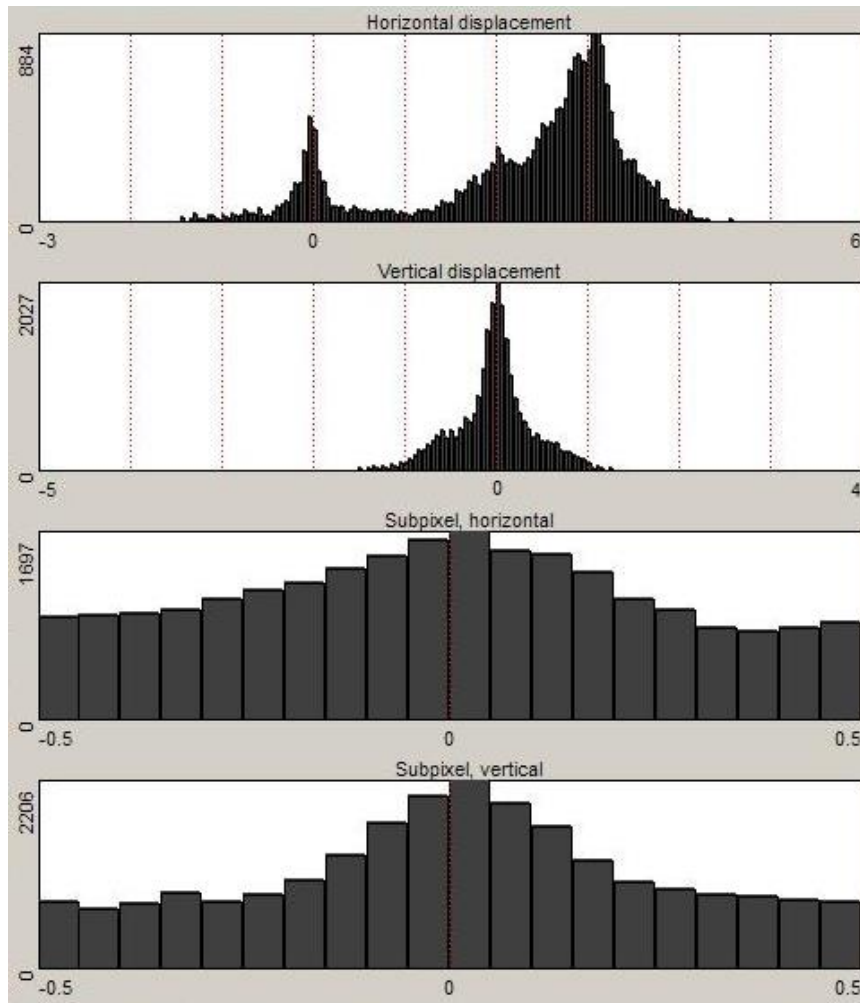 Horizontal displacement
884
0
-3 0 6
Vertical displacement
2027
0
-5 0 4
Subpixel, horizontal
1697
0
-0.5 0 0.5
Subpixel, vertical
2206
0
-0.5 0 0.5